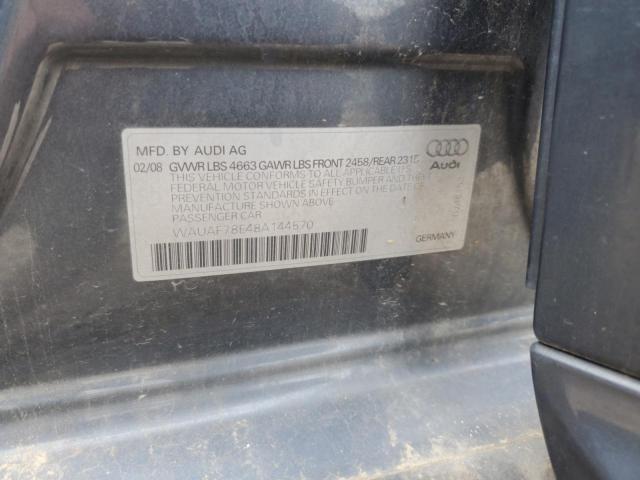 MFD. BY AUDI AG
02/08 GVWR LBS 4663 GAWR LBS FRONT 2458/REAR 2315
THIS VEHICLE CONFORMS TO ALL APPLICABLE U.S.
FEDERAL MOTOR VEHICLE SAFETY, BUMPER AND THEFT
PREVENTION STANDARDS IN EFFECT ON THE DATE OF
MANUFACTURE SHOWN ABOVE.
PASSENGER CAR
WAUAF78E48A144570
Audi
GERMANY